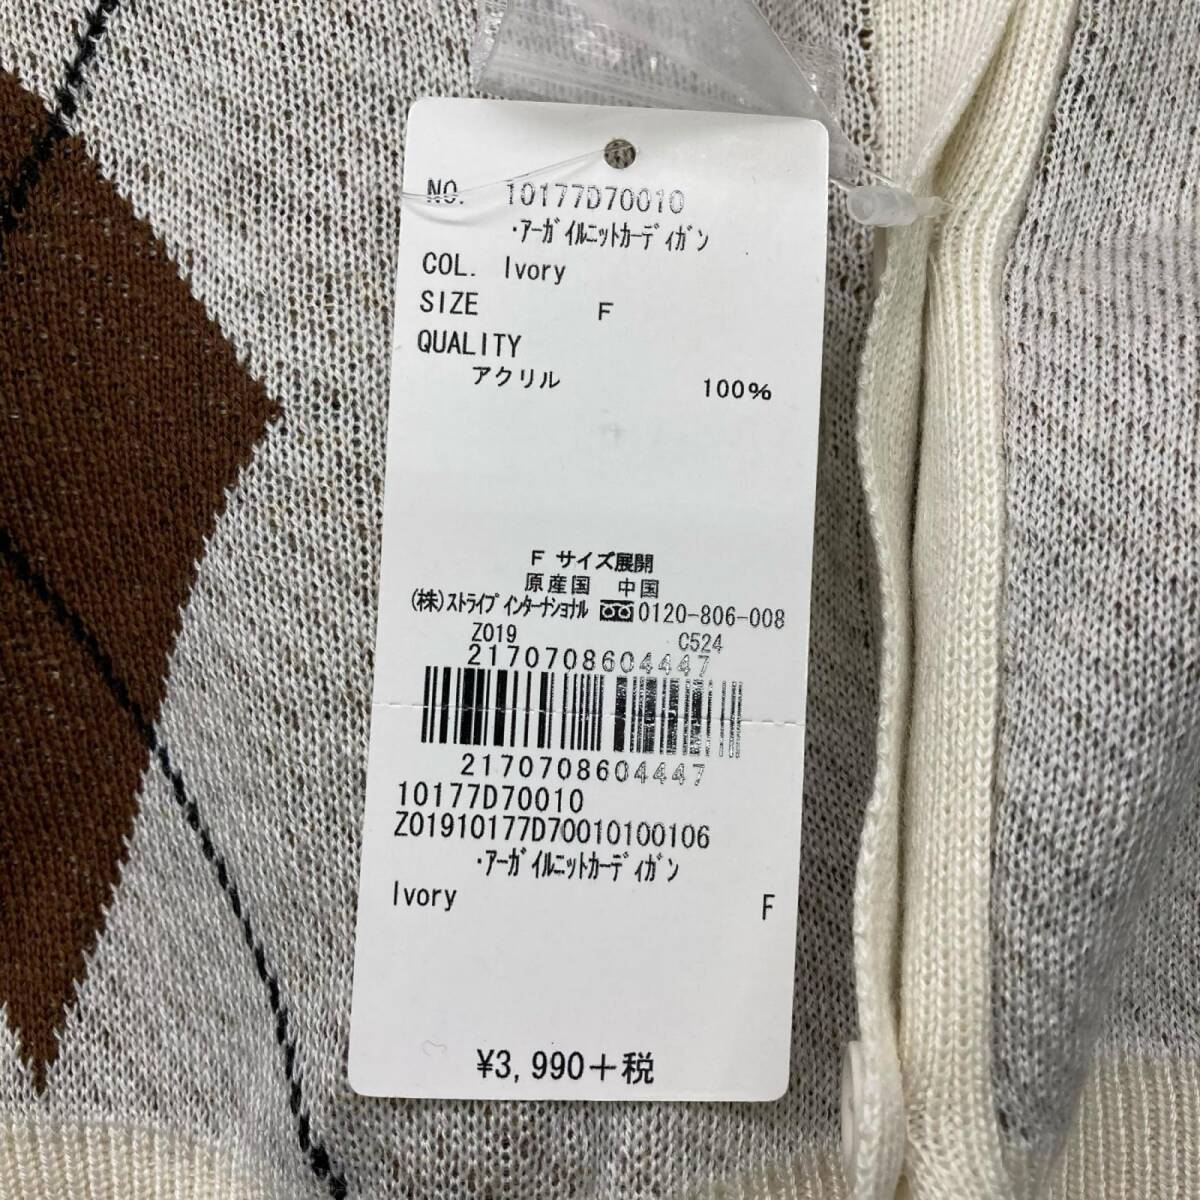 NO. 10177D70010
・ｱｰｶﾞｲﾙﾆｯﾄｶｰﾃﾞｨｶﾞﾝ
COL. Ivory
SIZE F
QUALITY
アクリル 100%
F サイズ展開
原産国 中国
(株)ｽﾄﾗｲﾌﾟｲﾝﾀｰﾅｼｮﾅﾙ 0120-806-008
Z019 C524
2170708604447
2170708604447
10177D70010
Z01910177D70010100106
・ｱｰｶﾞｲﾙﾆｯﾄｶｰﾃﾞｨｶﾞﾝ
Ivory F
¥3,990+税